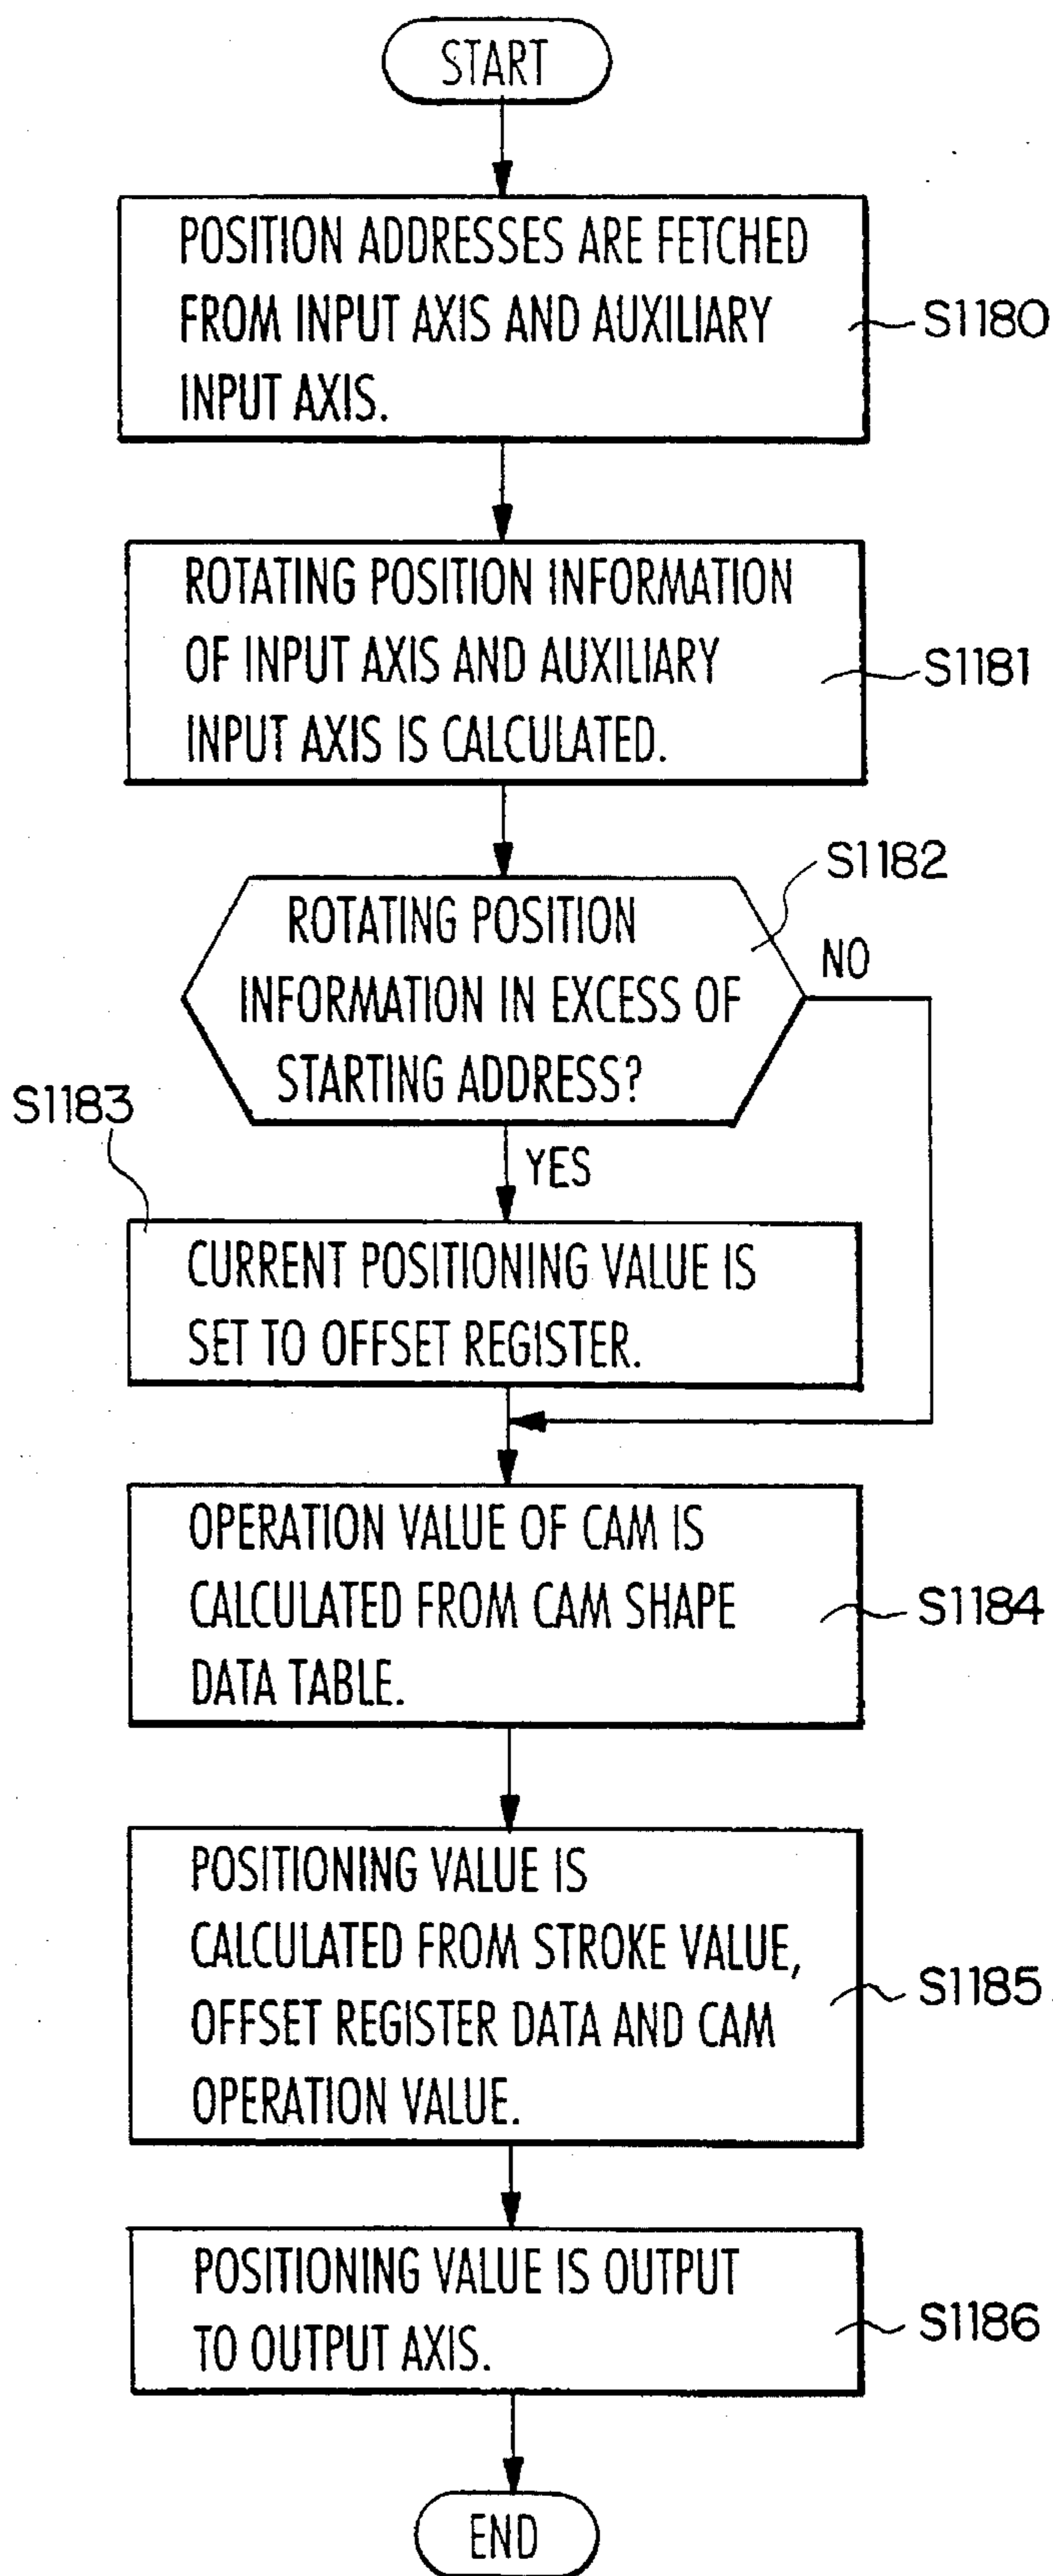 START
POSITION ADDRESSES ARE FETCHED
FROM INPUT AXIS AND AUXILIARY
INPUT AXIS.
S1180
ROTATING POSITION INFORMATION
OF INPUT AXIS AND AUXILIARY
INPUT AXIS IS CALCULATED.
S1181
S1182
ROTATING POSITION
INFORMATION IN EXCESS OF
STARTING ADDRESS?
NO
YES
S1183
CURRENT POSITIONING VALUE IS
SET TO OFFSET REGISTER.
OPERATION VALUE OF CAM IS
CALCULATED FROM CAM SHAPE
DATA TABLE.
S1184
POSITIONING VALUE IS
CALCULATED FROM STROKE VALUE,
OFFSET REGISTER DATA AND CAM
OPERATION VALUE.
S1185
POSITIONING VALUE IS OUTPUT
TO OUTPUT AXIS.
S1186
END